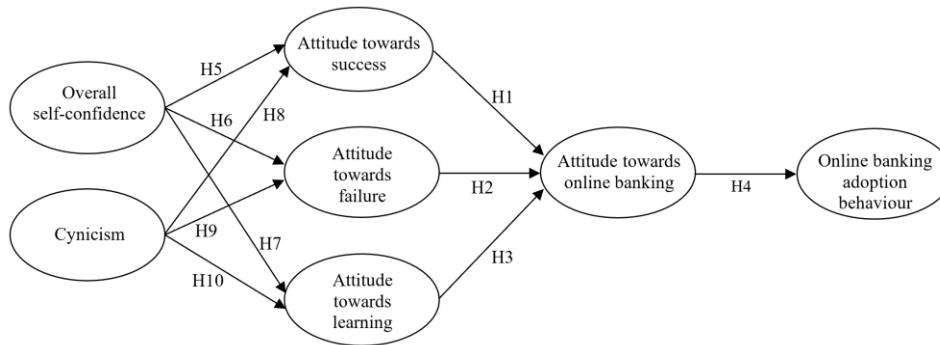 Overall
self-confidence
Cynicism
H5
H6
H8
H9
H7
H10
Attitude towards
success
Attitude
towards
failure
Attitude
towards
learning
H1
H2
H3
Attitude towards
online banking
H4
Online banking
adoption
behaviour